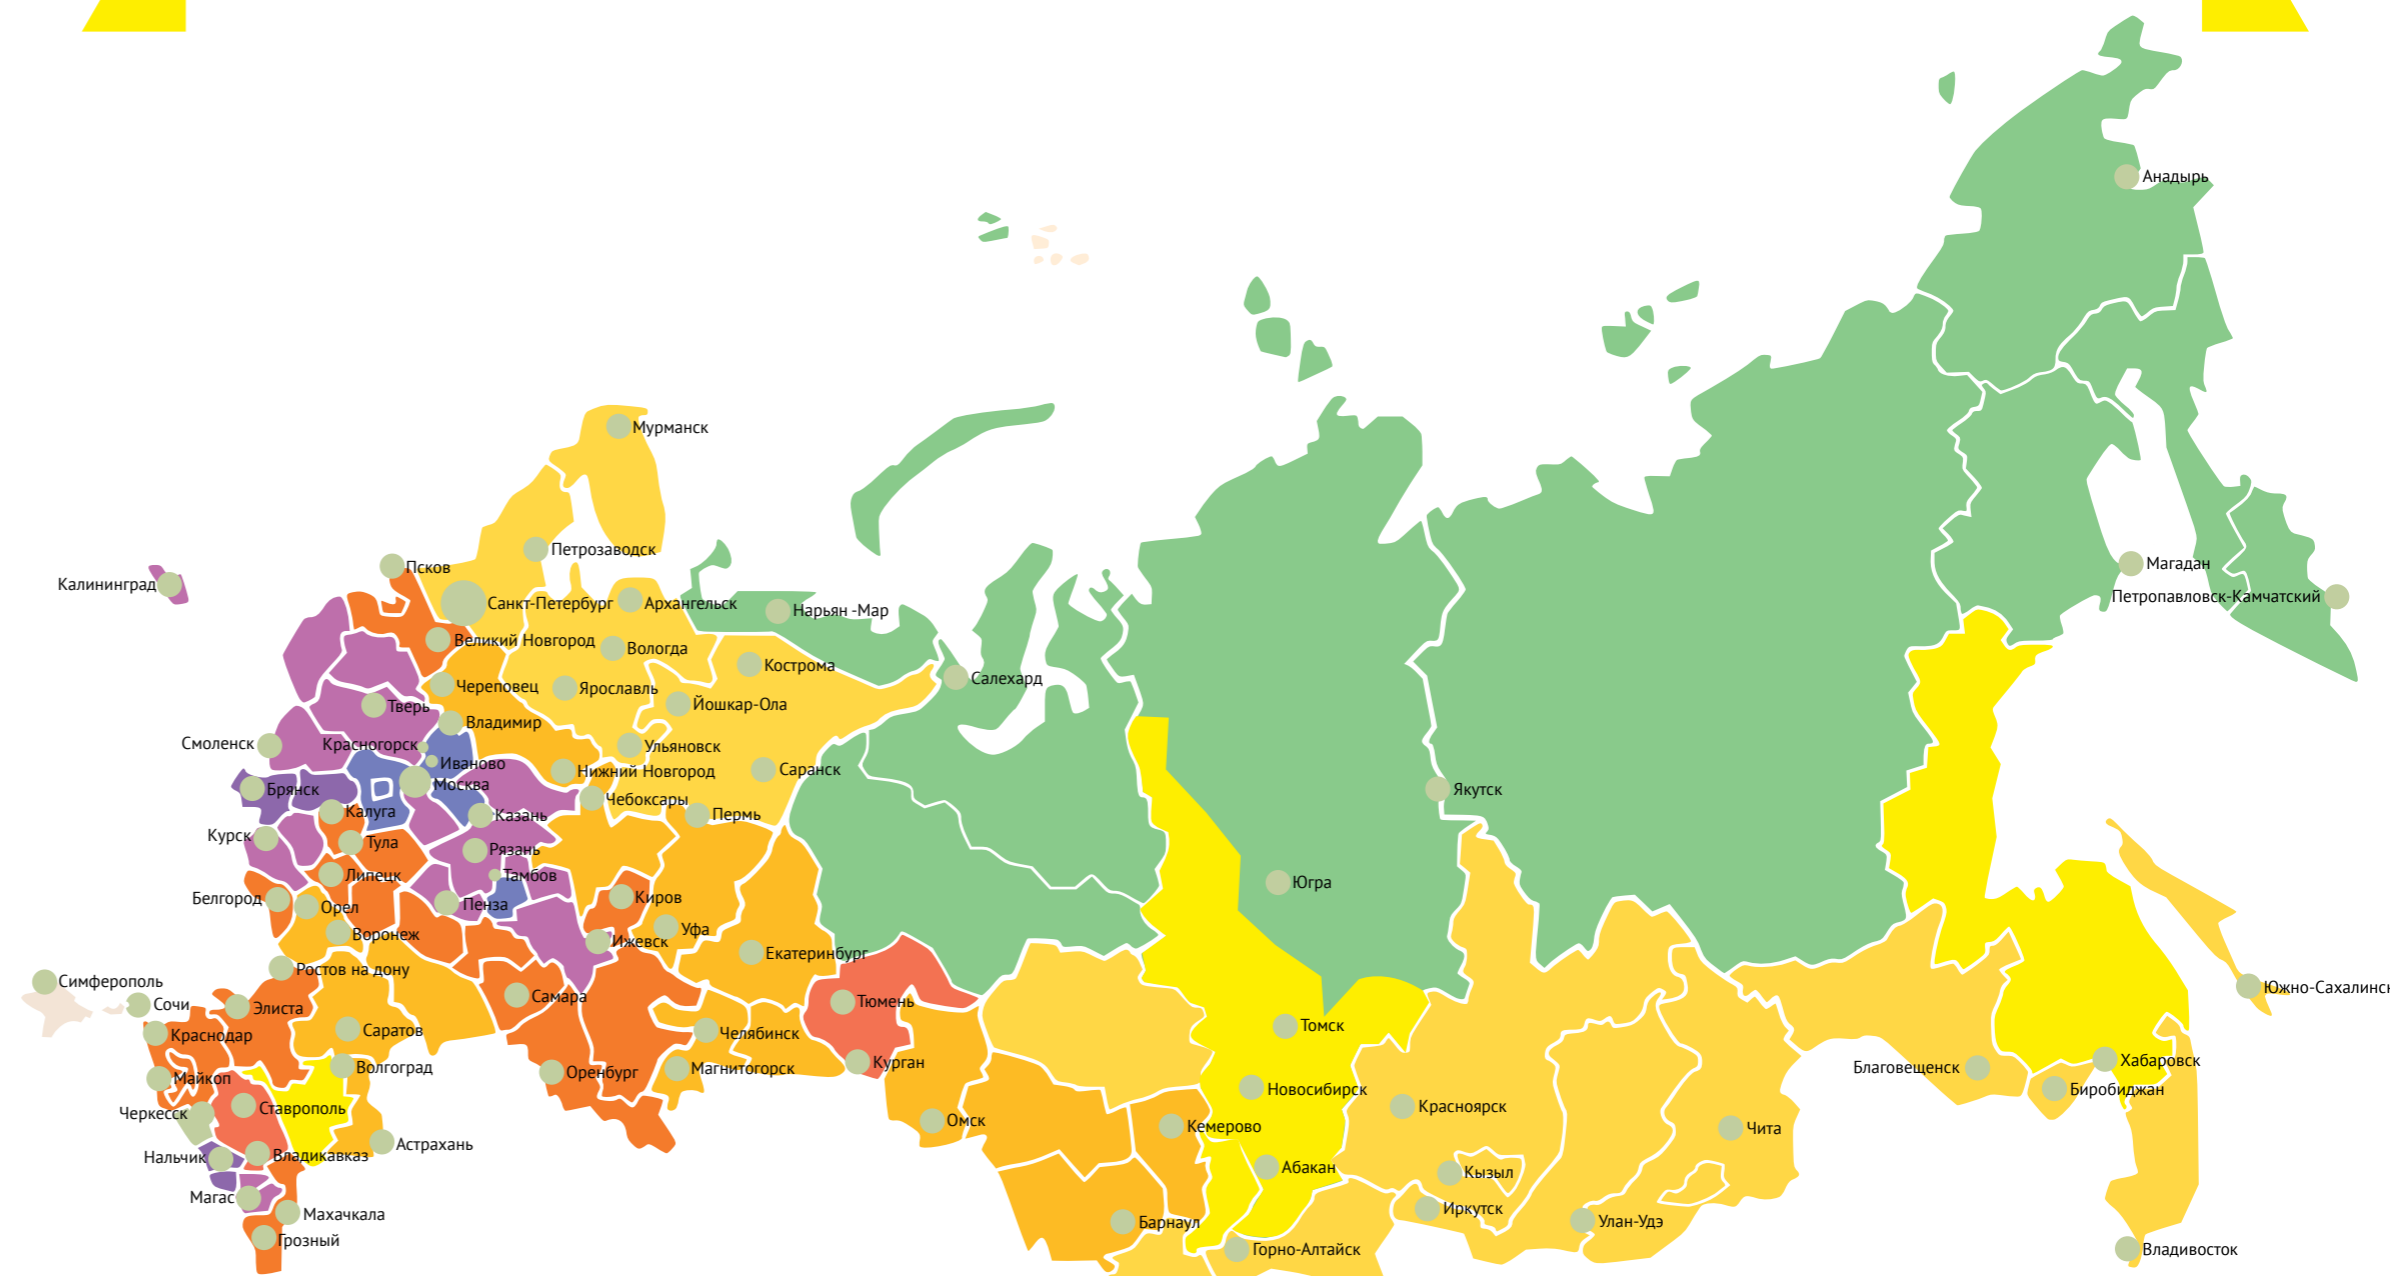 Анадырь
Мурманск
Петрозаводск
Псков
Магадан
Калининград
Петропавловск-Камчатский
Санкт-Петербург
Архангельск
Нарьян -Мар
Великий Новгород
Вологда
Кострома
Салехард
Череповец
Ярославль
Йошкар-Ола
Тверь
Владимир
Смоленск
Красногорск
Ульяновск
Иваново
Нижний Новгород
Саранск
Москва
Брянск
Якутск
Чебоксары
Калуга
Казань
Пермь
Курск
Тула
Рязань
Липецк
Тамбов
Югра
Белгород
Орел
Пенза
Киров
Воронеж
Ижевск
Уфа
Екатеринбург
Ростов на дону
Симферополь
Южно-Сахалинск
Сочи
Элиста
Самара
Тюмень
Краснодар
Саратов
Челябинск
Томск
Волгоград
Курган
Благовещенск
Хабаровск
Майкоп
Оренбург
Магнитогорск
Новосибирск
Биробиджан
Черкесск
Ставрополь
Красноярск
Омск
Кемерово
Чита
Астрахань
Нальчик
Владикавказ
Абакан
Кызыл
Магас
Иркутск
Махачкала
Барнаул
Улан-Удэ
Грозный
Горно-Алтайск
Владивосток